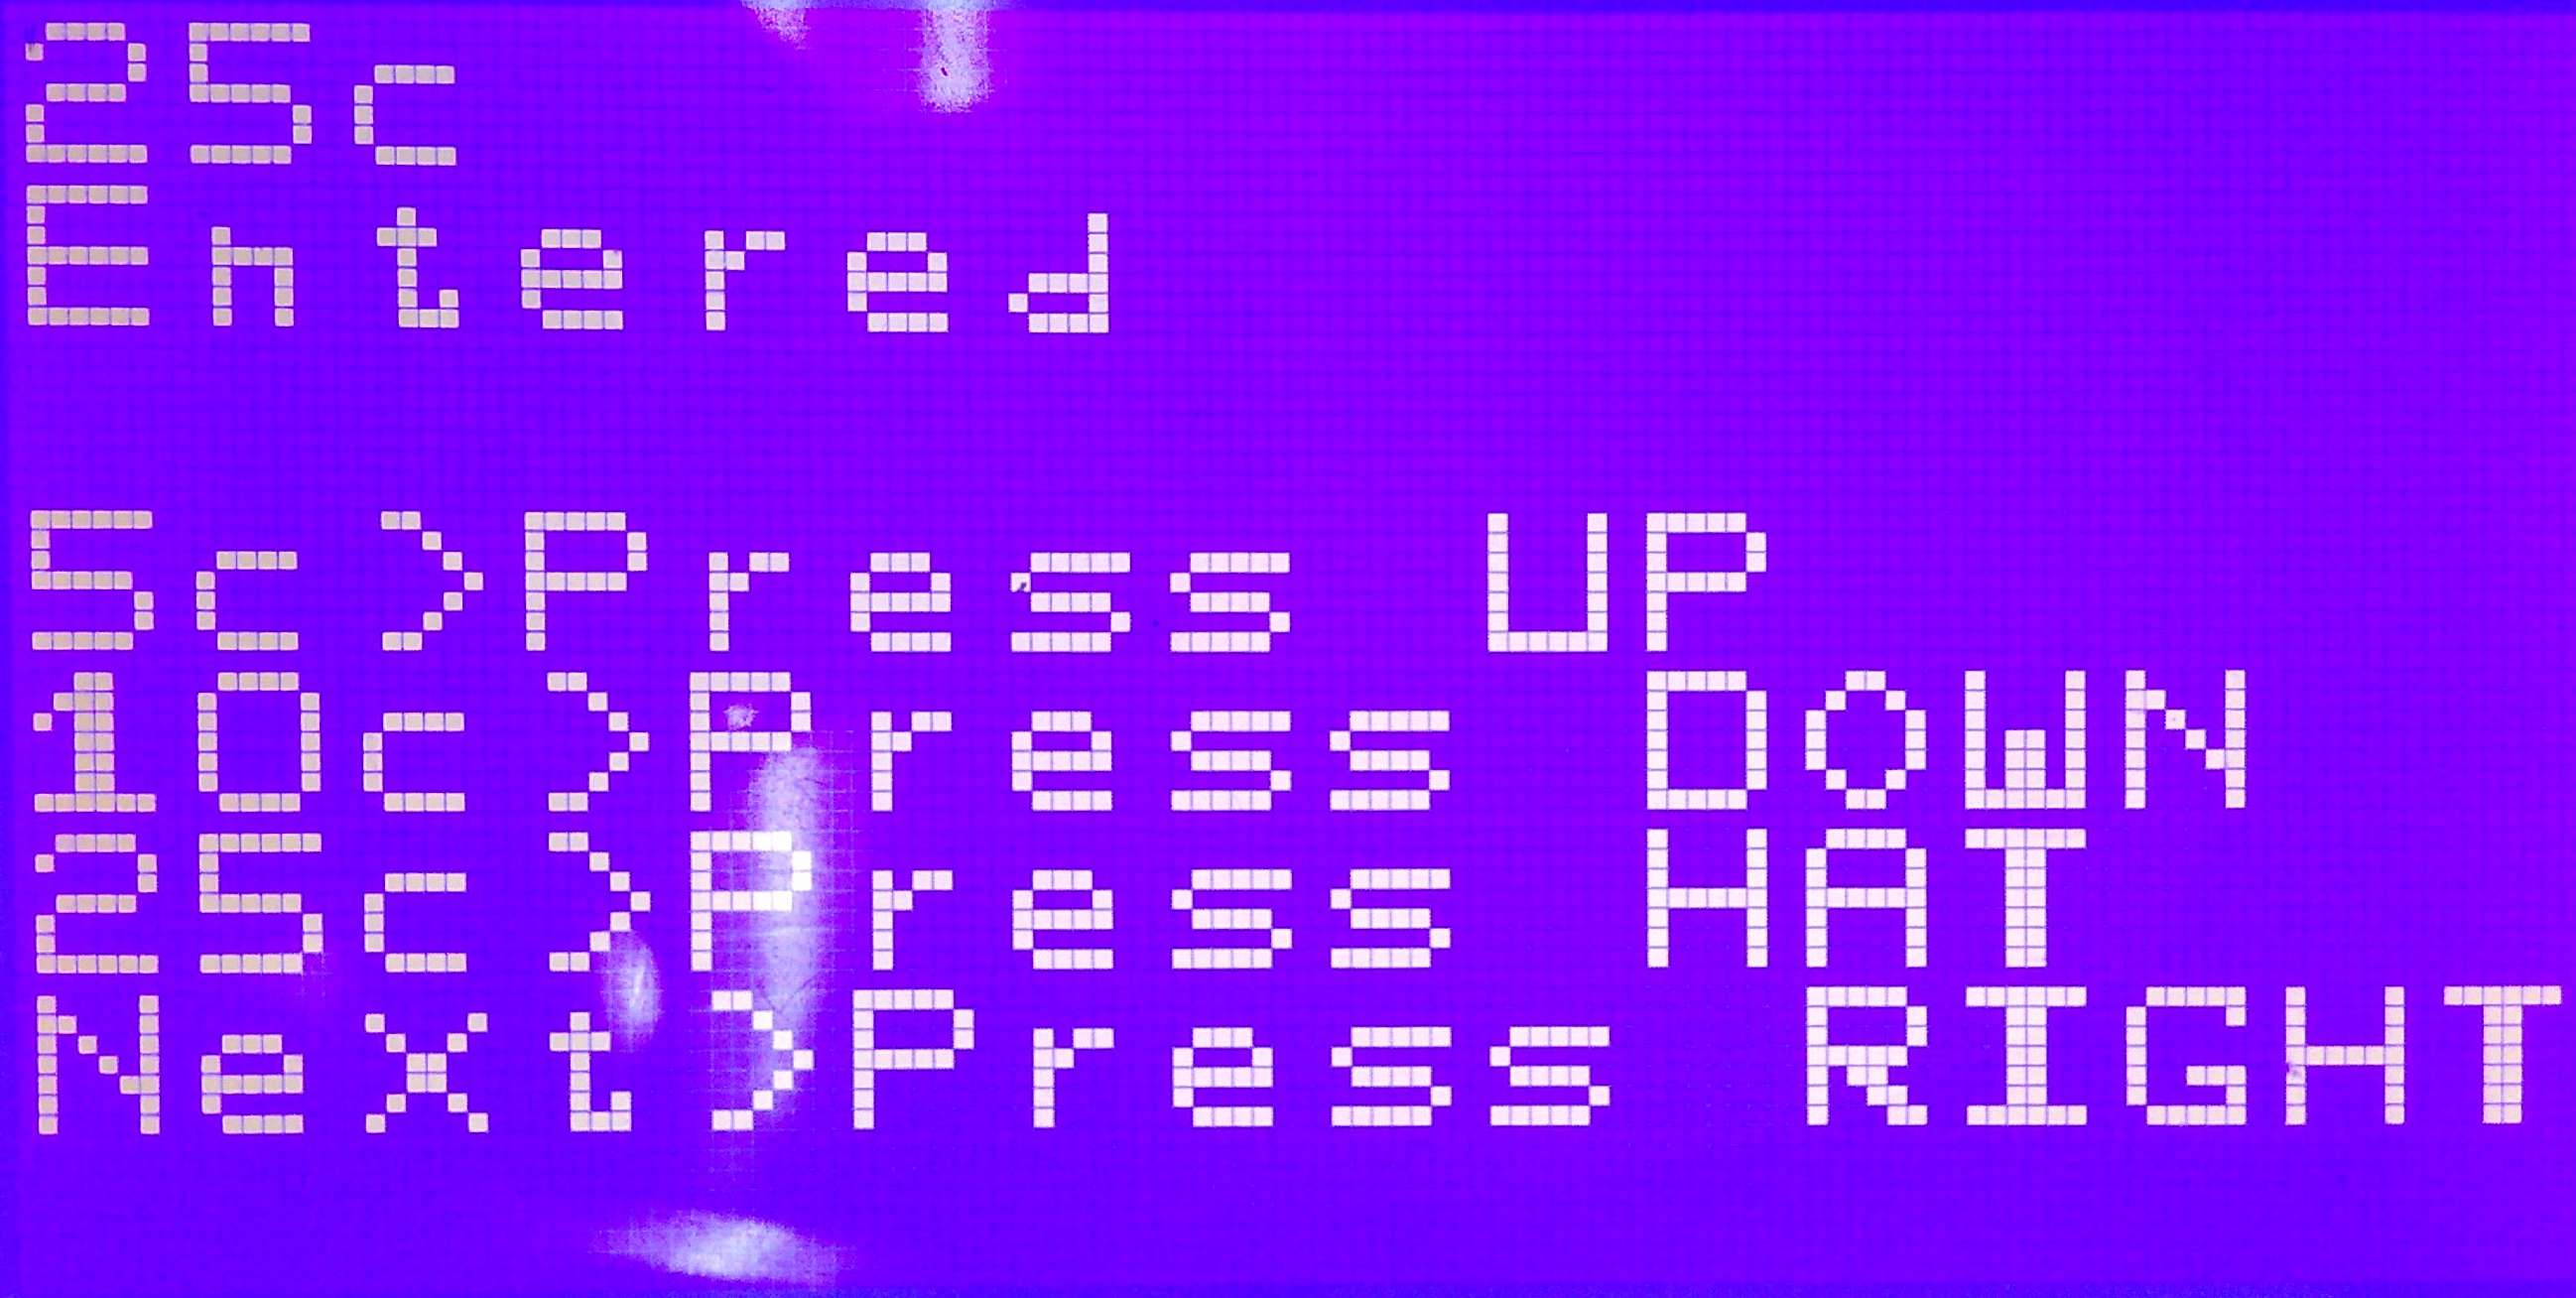 25c
Entered
5c>Press UP
10c>Press DOWN
25c>Press HAT
Next>Press RIGHT